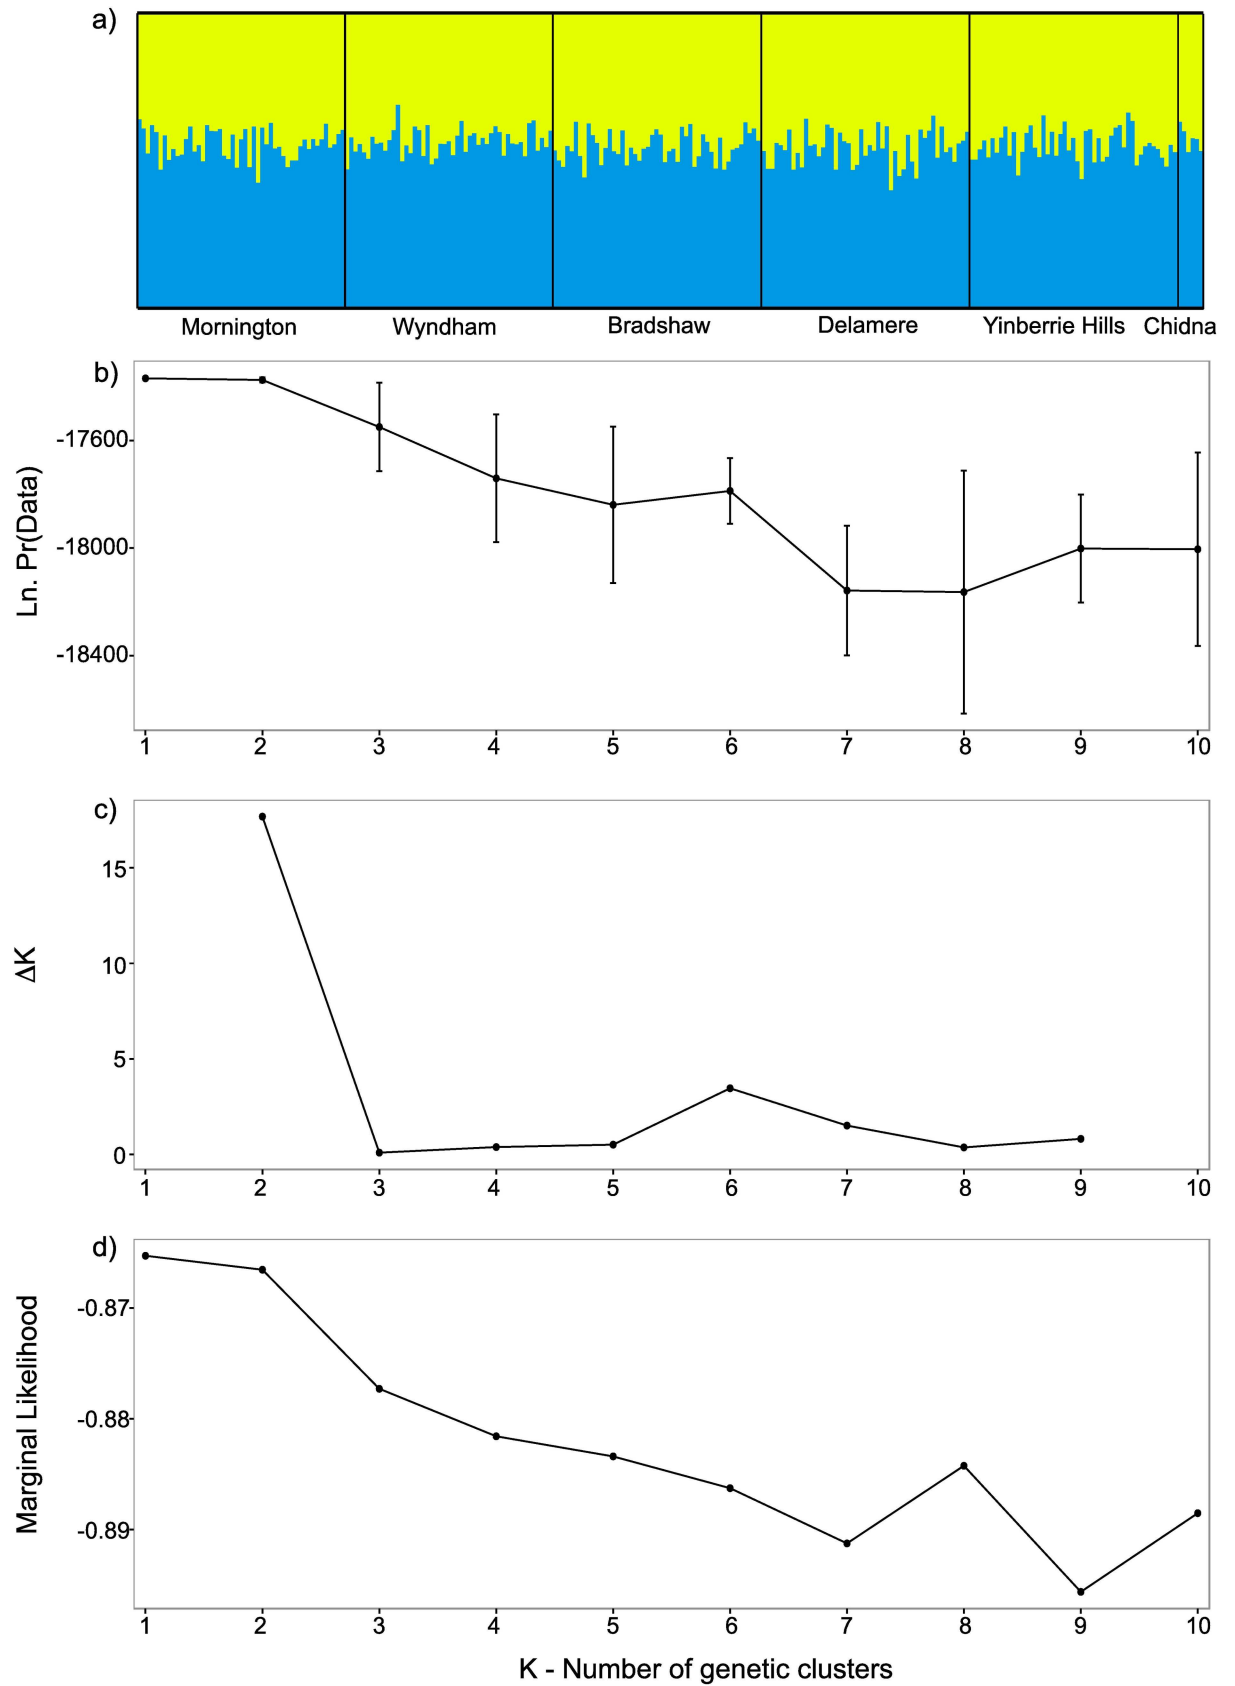 a)
Mornington Wyndham Bradshaw Delamere Yinberrie Hills Chidna
b)
Ln. Pr(Data)
-17600
-18000
-18400
1 2 3 4 5 6 7 8 9 10
c)
ΔK
15
10
5
0
1 2 3 4 5 6 7 8 9 10
d)
Marginal Likelihood
-0.87
-0.88
-0.89
1 2 3 4 5 6 7 8 9 10
K - Number of genetic clusters